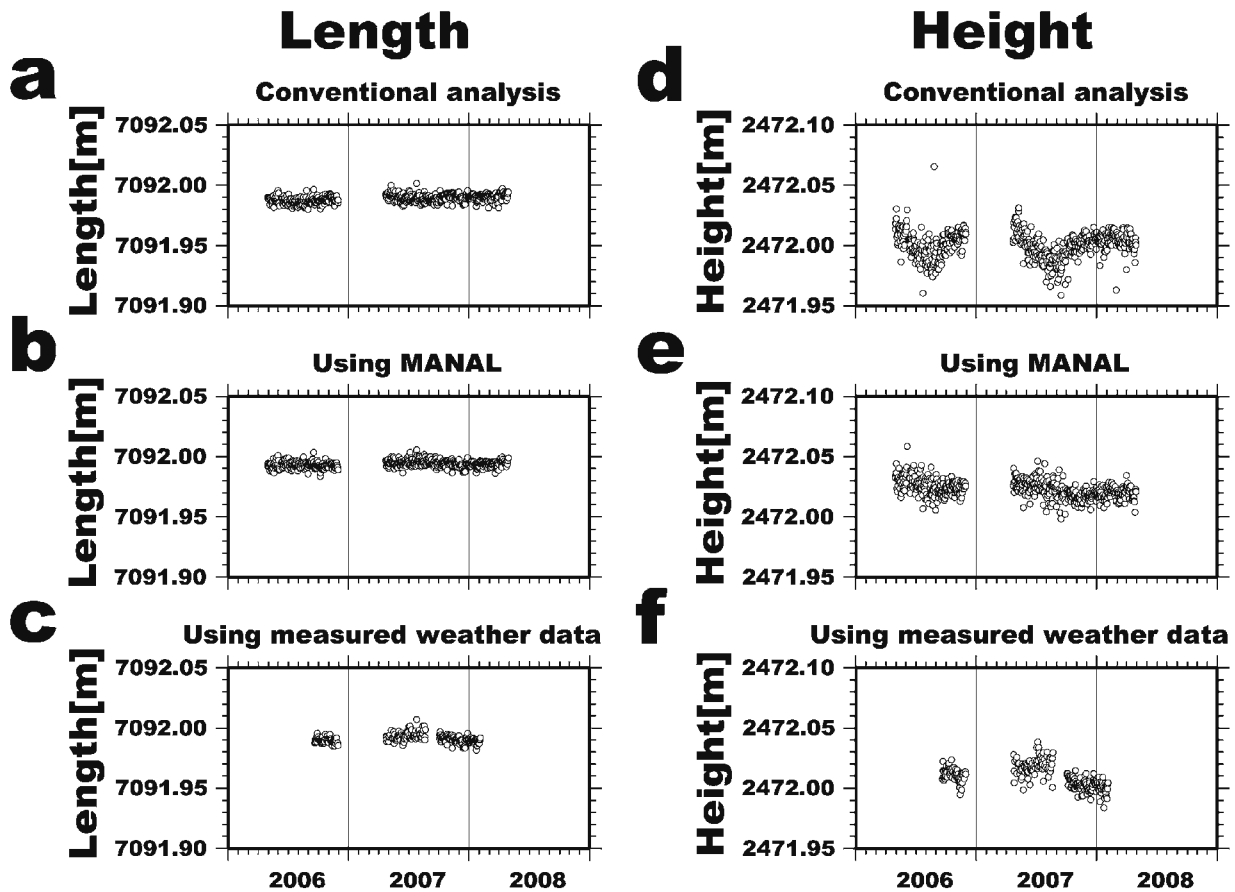 Length
a
Conventional analysis
Length[m]
7092.05
7092.00
7091.95
7091.90
b
Using MANAL
Length[m]
7092.05
7092.00
7091.95
7091.90
c
Using measured weather data
Length[m]
7092.05
7092.00
7091.95
7091.90
2006 2007 2008
Height
d
Conventional analysis
Height[m]
2472.10
2472.05
2472.00
2471.95
e
Using MANAL
Height[m]
2472.10
2472.05
2472.00
2471.95
f
Using measured weather data
Height[m]
2472.10
2472.05
2472.00
2471.95
2006 2007 2008